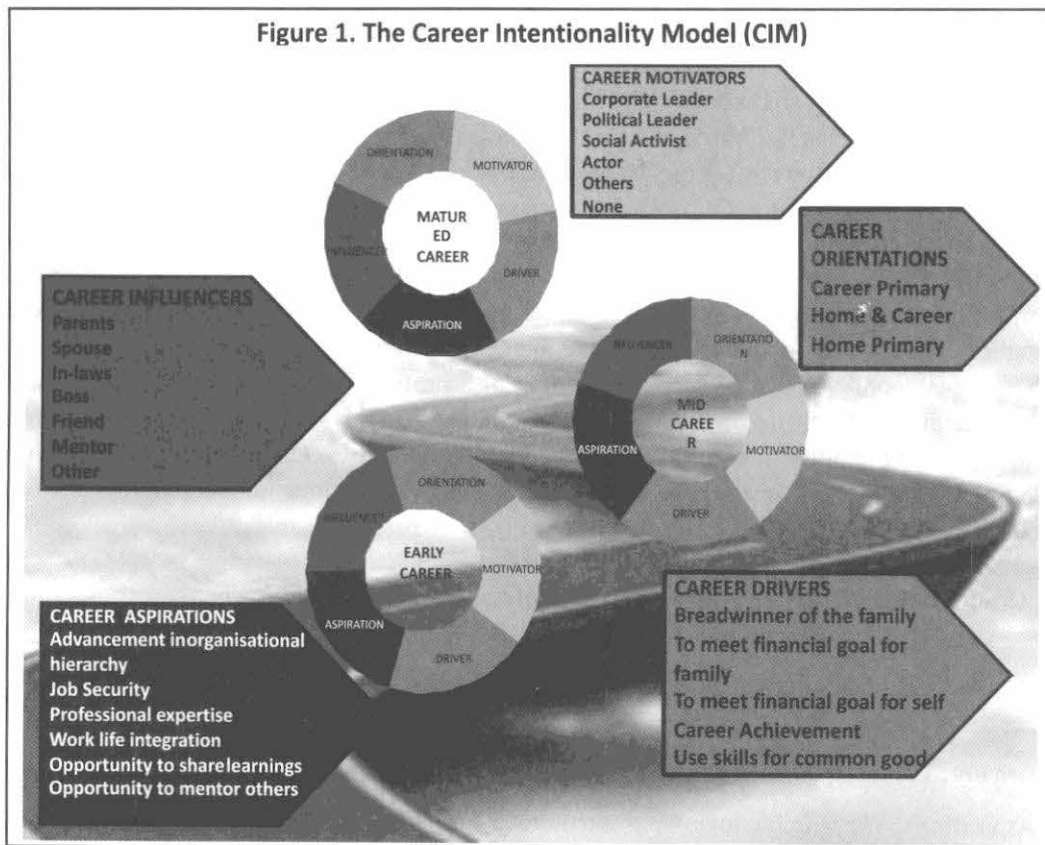 Figure 1. The Career Intentionality Model (CIM)
CAREER MOTIVATORS
Corporate Leader
Political Leader
Social Activist
Actor
Others
None
ORIENTATION
MOTIVATOR
MATUR
ED
CAREER
INFLUENCER
DRIVER
ASPIRATION
CAREER
ORIENTATIONS
Career Primary
Home & Career
Home Primary
CAREER INFLUENCERS
Parents
Spouse
In-laws
Boss
Friend
Mentor
Other
INFLUENCER
ORIENTATIO
N
MID
CAREE
R
ASPIRATION
MOTIVATOR
DRIVER
ORIENTATION
INFLUENCER
EARLY
CAREER
MOTIVATOR
ASPIRATION
DRIVER
CAREER ASPIRATIONS
Advancement inorganisational
hierarchy
Job Security
Professional expertise
Work life integration
Opportunity to sharelearnings
Opportunity to mentor others
CAREER DRIVERS
Breadwinner of the family
To meet financial goal for
family
To meet financial goal for self
Career Achievement
Use skills for common good